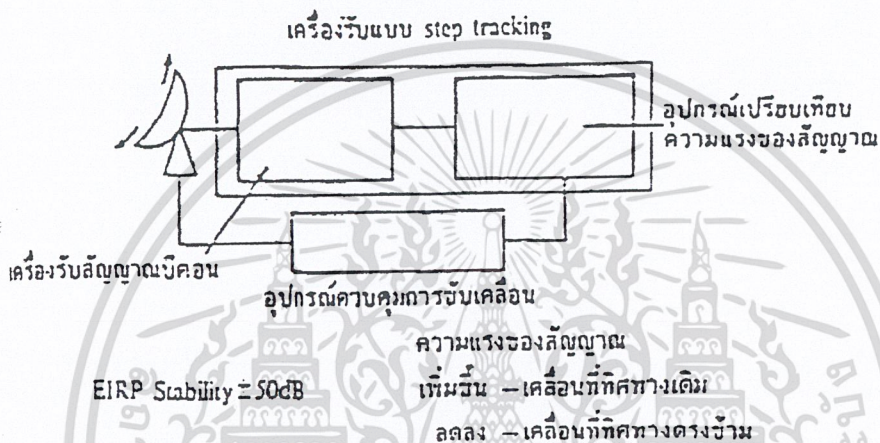 เครื่องรับแบบ step tracking
อุปกรณ์เปรียบเทียบ
ความแรงของสัญญาณ
เครื่องรับสัญญาณบีคอน
อุปกรณ์ควบคุมการขับเคลื่อน
ความแรงของสัญญาณ
EIRP Stability ±50dB
เพิ่มขึ้น – เคลื่อนที่ทิศทางเดิม
ลดลง – เคลื่อนที่ทิศทางตรงข้าม